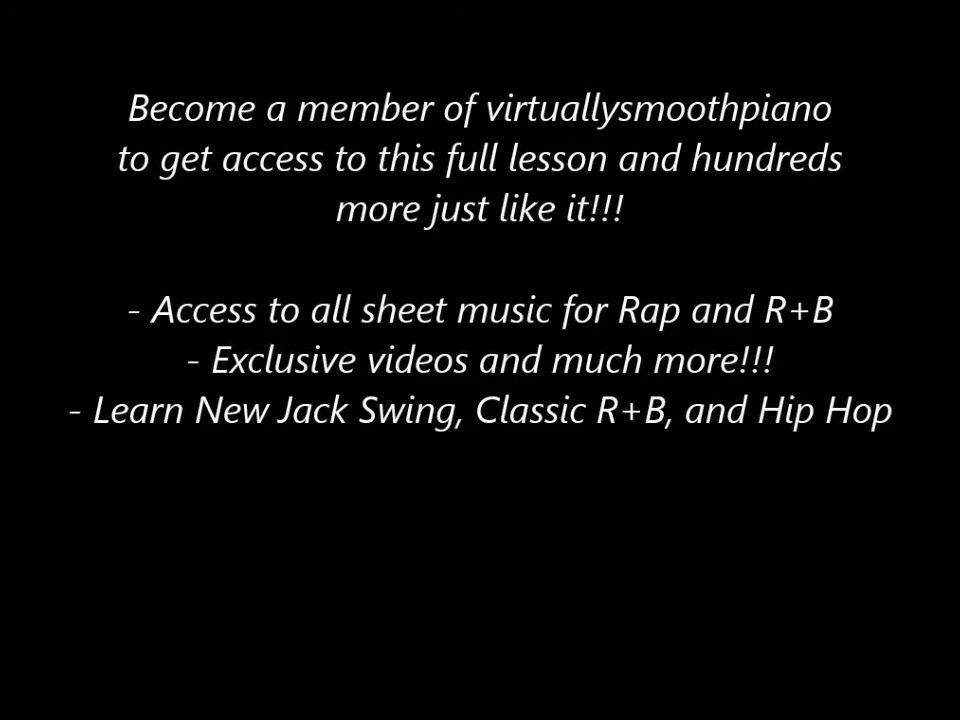 Become a member of virtuallysmoothpiano
to get access to this full lesson and hundreds
more just like it!!!
- Access to all sheet music for Rap and R+B
- Exclusive videos and much more!!!
- Learn New Jack Swing, Classic R+B, and Hip Hop